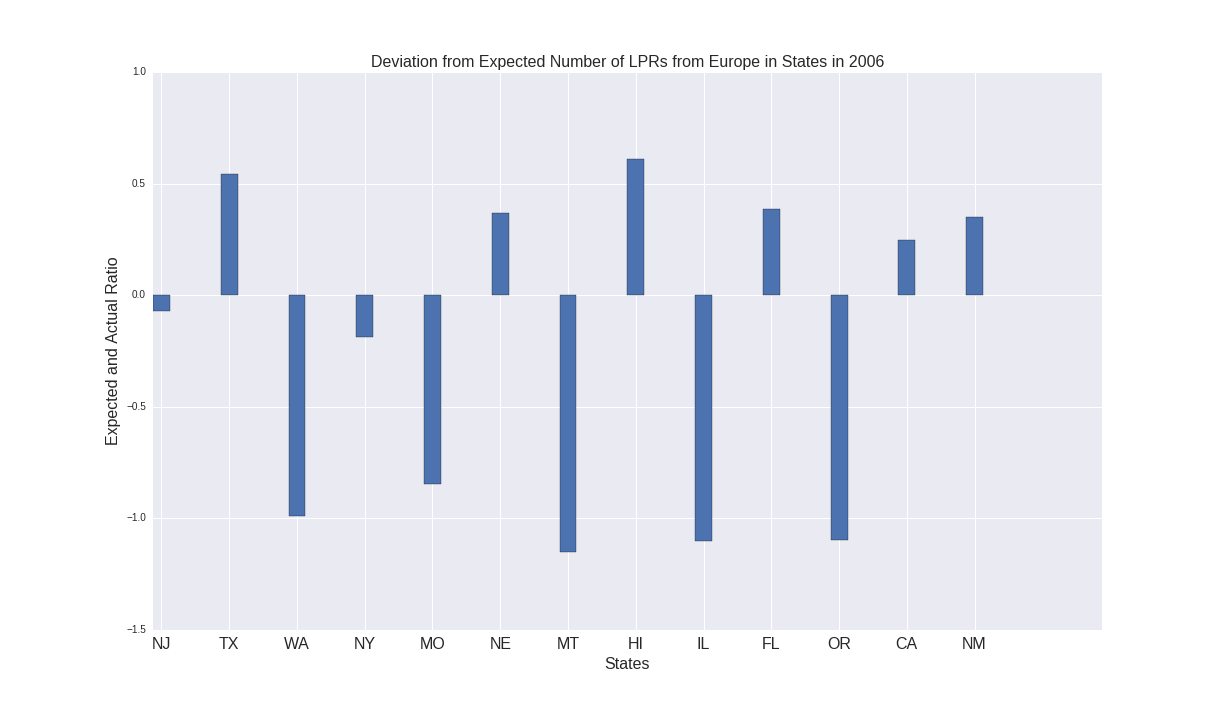 Deviation from Expected Number of LPRs from Europe in States in 2006
1.0
0.5
0.0
−0.5
−1.0
−1.5
Expected and Actual Ratio
NJ TX WA NY MO NE MT HI IL FL OR CA NM
States